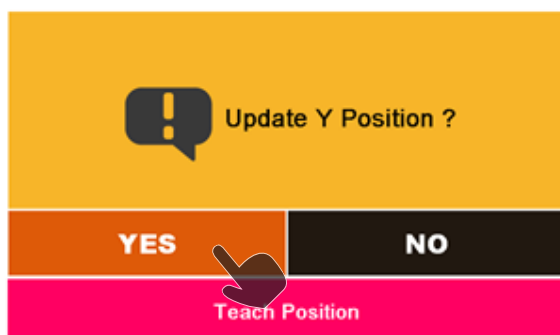 Update Y Position ?
YES
NO
Teach Position